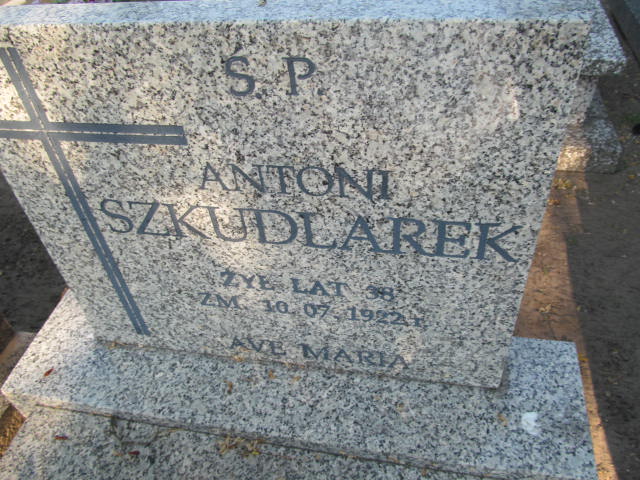 Ś. P.
ANTONI
SZKUDLAREK
ŻYŁ LAT 38
ZM. 10.07.1922 r.
AVE MARIA